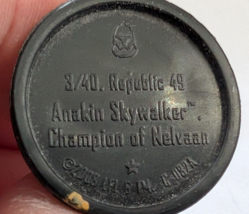 3/40. Republic 49
Anakin Skywalker™.
Champion of Nelvaan